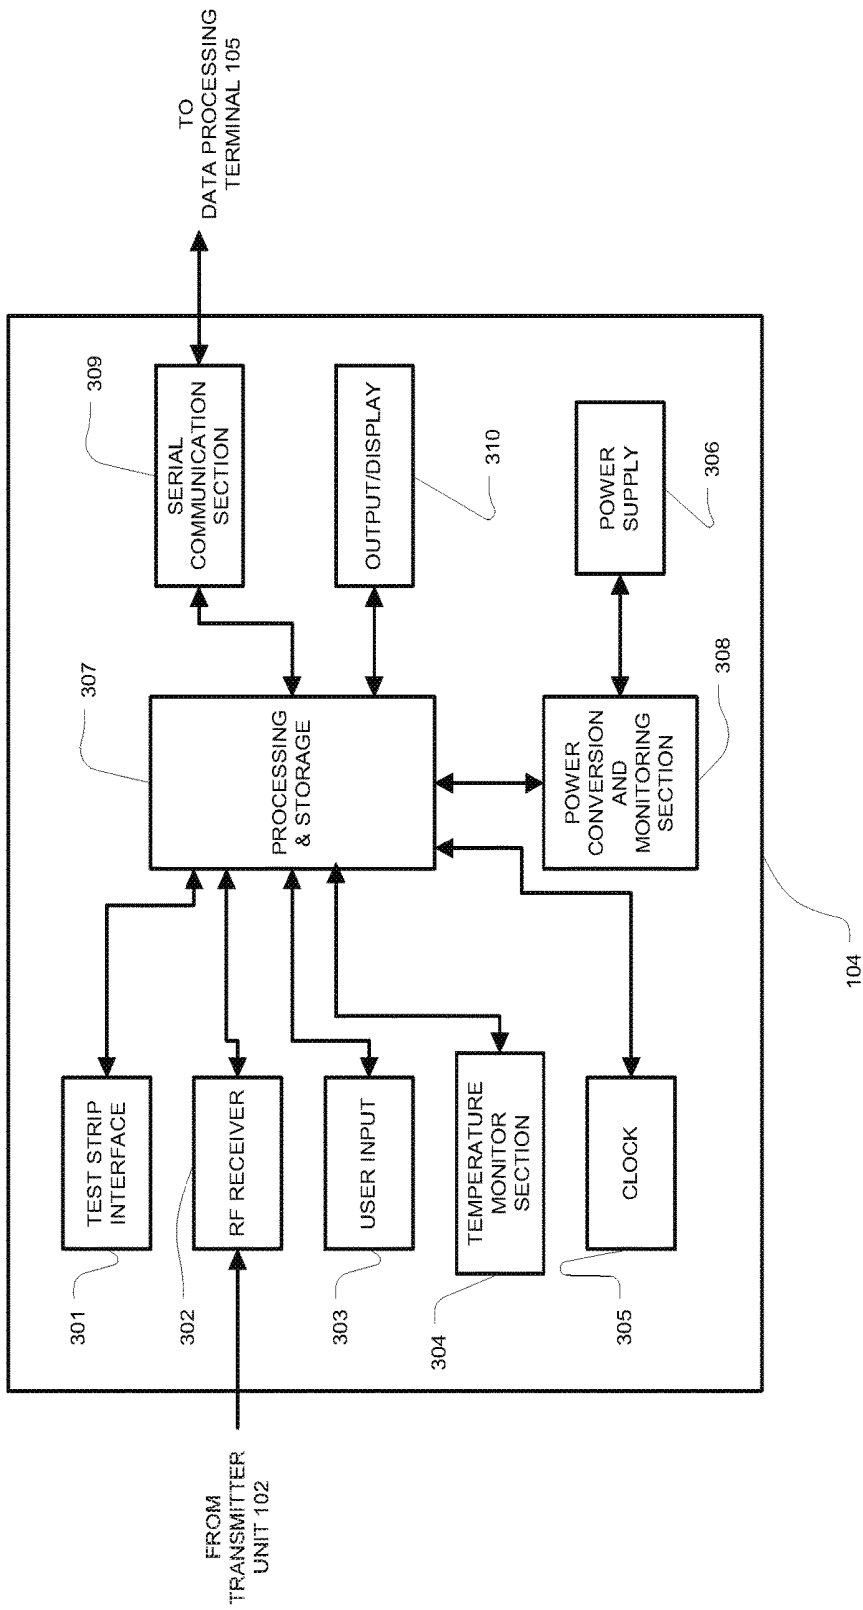 FROM
TRANSMITTER
UNIT 102
301
TEST STRIP
INTERFACE
302
RF RECEIVER
303
USER INPUT
304
TEMPERATURE
MONITOR
SECTION
305
CLOCK
307
PROCESSING
& STORAGE
309
SERIAL
COMMUNICATION
SECTION
TO
DATA PROCESSING
TERMINAL 105
310
OUTPUT/DISPLAY
308
POWER
CONVERSION
AND
MONITORING
SECTION
306
POWER
SUPPLY
104